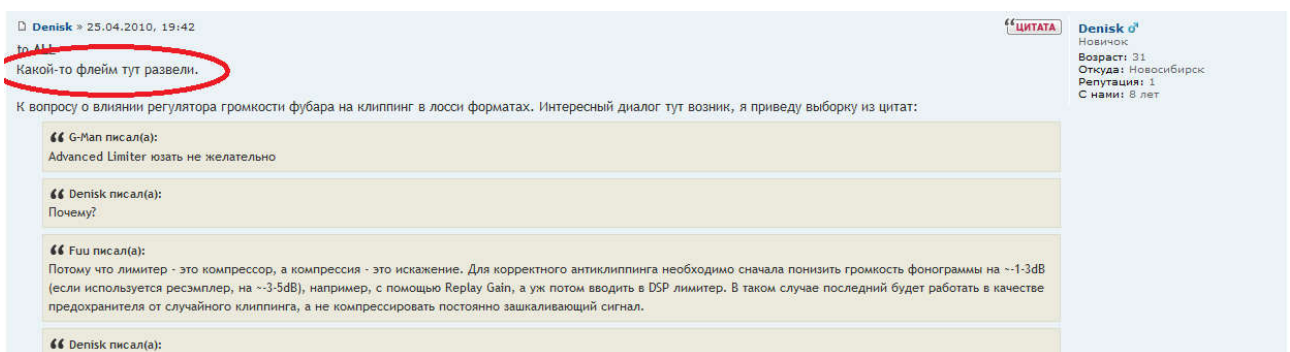 Denisk » 25.04.2010, 19:42
ЦИТАТА
to ALL
Какой-то флейм тут развели.
К вопросу о влиянии регулятора громкости фубара на клиппинг в лосси форматах. Интересный диалог тут возник, я приведу выборку из цитат:
G-Man писал(а):
Advanced Limiter юзать не желательно
Denisk писал(а):
Почему?
Fuu писал(а):
Потому что лимитер - это компрессор, а компрессия - это искажение. Для корректного антиклиппинга необходимо сначала понизить громкость фонограммы на ~-1-3dB
(если используется ресэмплер, на ~-3-5dB), например, с помощью Replay Gain, а уж потом вводить в DSP лимитер. В таком случае последний будет работать в качестве
предохранителя от случайного клиппинга, а не компрессировать постоянно зашкаливающий сигнал.
Denisk писал(а):
Denisk
Новичок
Возраст: 31
Откуда: Новосибирск
Репутация: 1
С нами: 8 лет